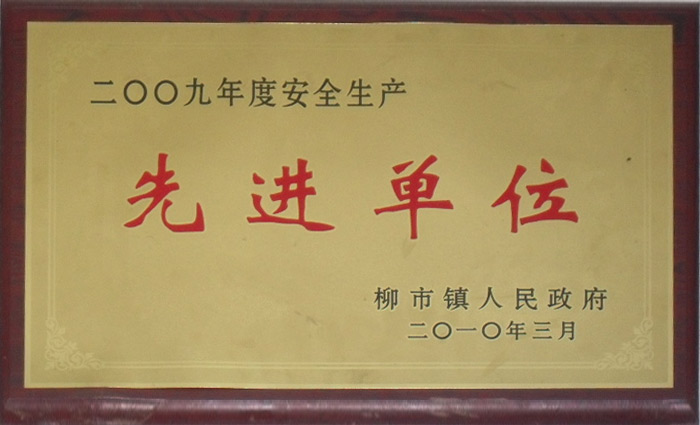 二〇〇九年度安全生产
先进单位
柳市镇人民政府
二〇一〇年三月